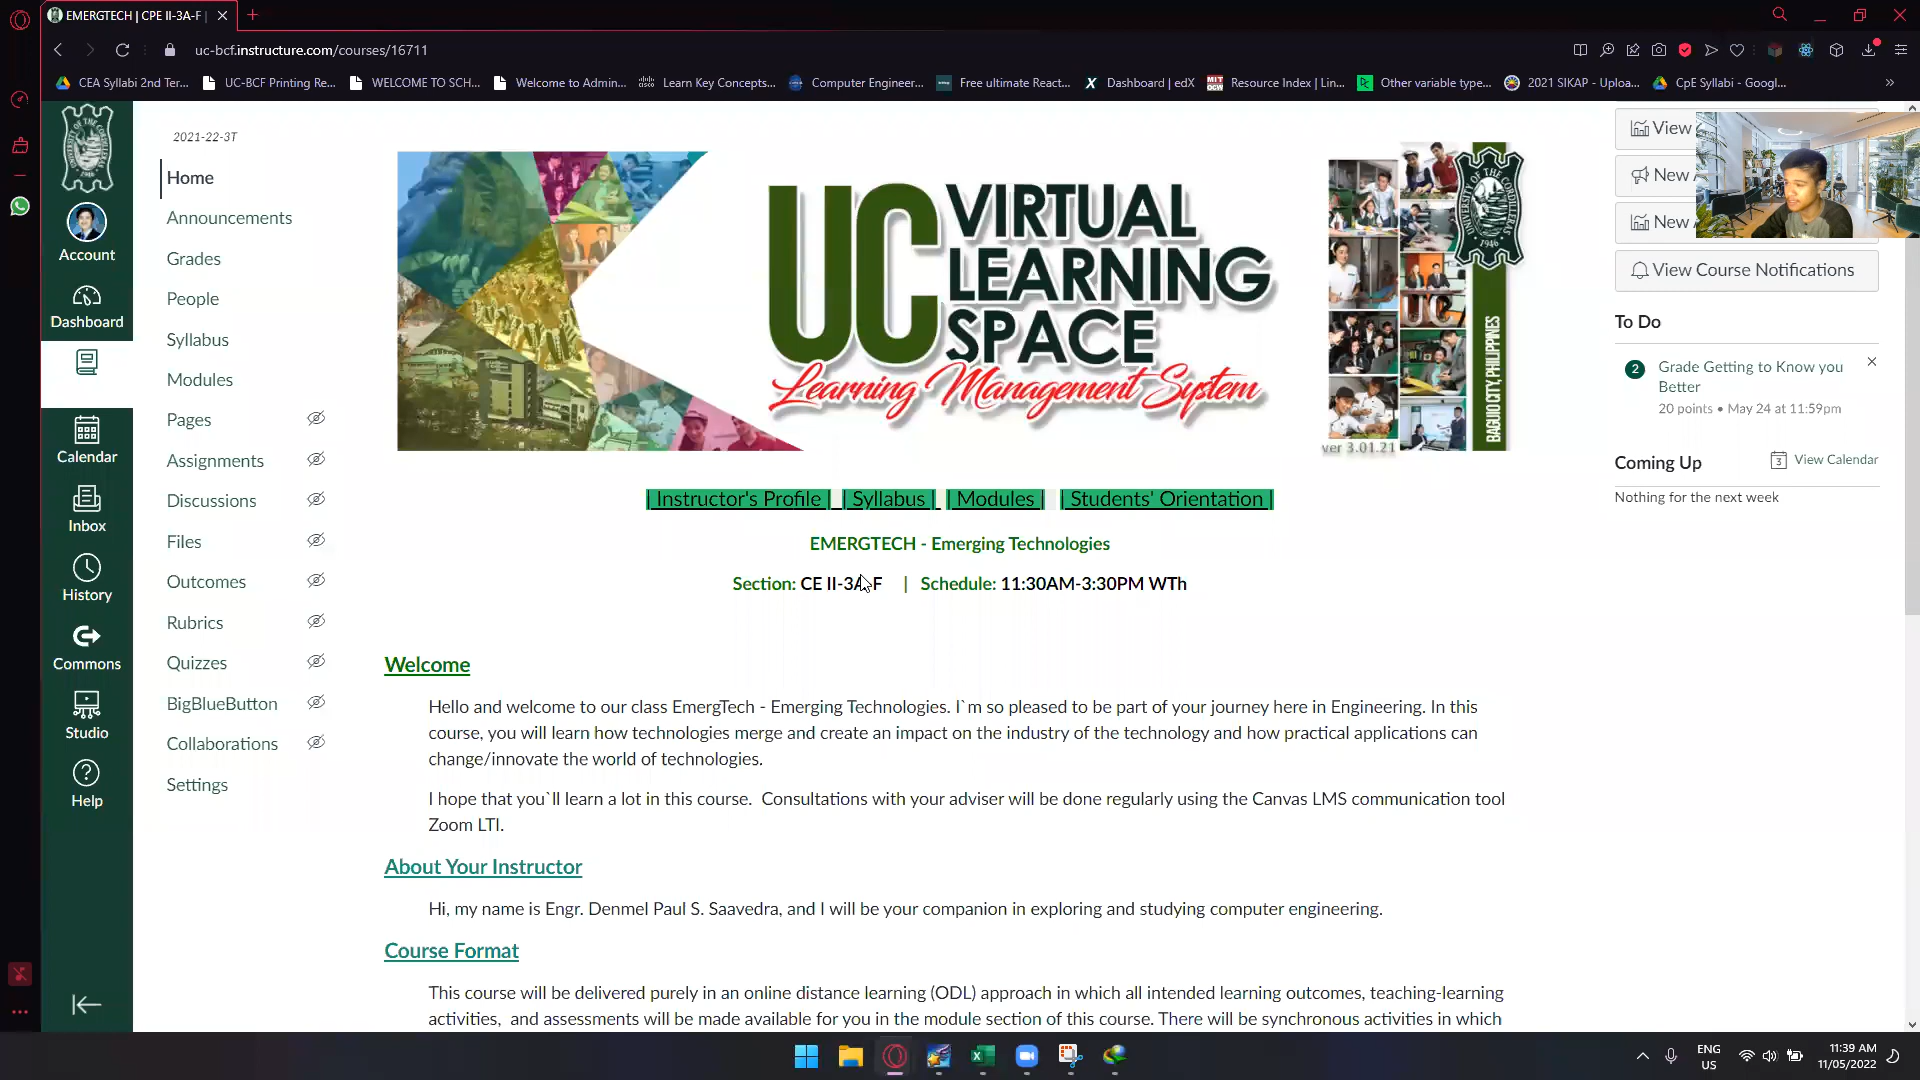 EMERGTECH | CPE II-3A-F |
uc-bcf.instructure.com/courses/16711
CEA Syllabi 2nd Ter...
UC-BCF Printing Re...
WELCOME TO SCH...
Welcome to Admin...
Learn Key Concepts...
Computer Engineer...
Free ultimate React...
Dashboard | edX
Resource Index | Lin...
Other variable type...
2021 SIKAP - Uploa...
CpE Syllabi - Googl...
Account
Dashboard
Calendar
Inbox
History
Commons
Studio
Help
2021-22-3T
Home
Announcements
Grades
People
Syllabus
Modules
Pages
Assignments
Discussions
Files
Outcomes
Rubrics
Quizzes
BigBlueButton
Collaborations
Settings
UC VIRTUAL
LEARNING
SPACE
Learning Management System
UNIVERSITY OF THE CORDILLERAS
1946
UC
BAGUIO CITY, PHILIPPINES
ver 3.01.21
| Instructor's Profile | | Syllabus | | Modules | | Students' Orientation |
EMERGTECH - Emerging Technologies
Section: CE II-3A-F | Schedule: 11:30AM-3:30PM WTh
Welcome
Hello and welcome to our class EmergTech - Emerging Technologies. I`m so pleased to be part of your journey here in Engineering. In this
course, you will learn how technologies merge and create an impact on the industry of the technology and how practical applications can
change/innovate the world of technologies.
I hope that you`ll learn a lot in this course. Consultations with your adviser will be done regularly using the Canvas LMS communication tool
Zoom LTI.
About Your Instructor
Hi, my name is Engr. Denmel Paul S. Saavedra, and I will be your companion in exploring and studying computer engineering.
Course Format
This course will be delivered purely in an online distance learning (ODL) approach in which all intended learning outcomes, teaching-learning
activities, and assessments will be made available for you in the module section of this course. There will be synchronous activities in which
View
New
New
View Course Notifications
To Do
2
Grade Getting to Know you
Better
20 points • May 24 at 11:59pm
Coming Up
3
View Calendar
Nothing for the next week
ENG
US
11:39 AM
11/05/2022